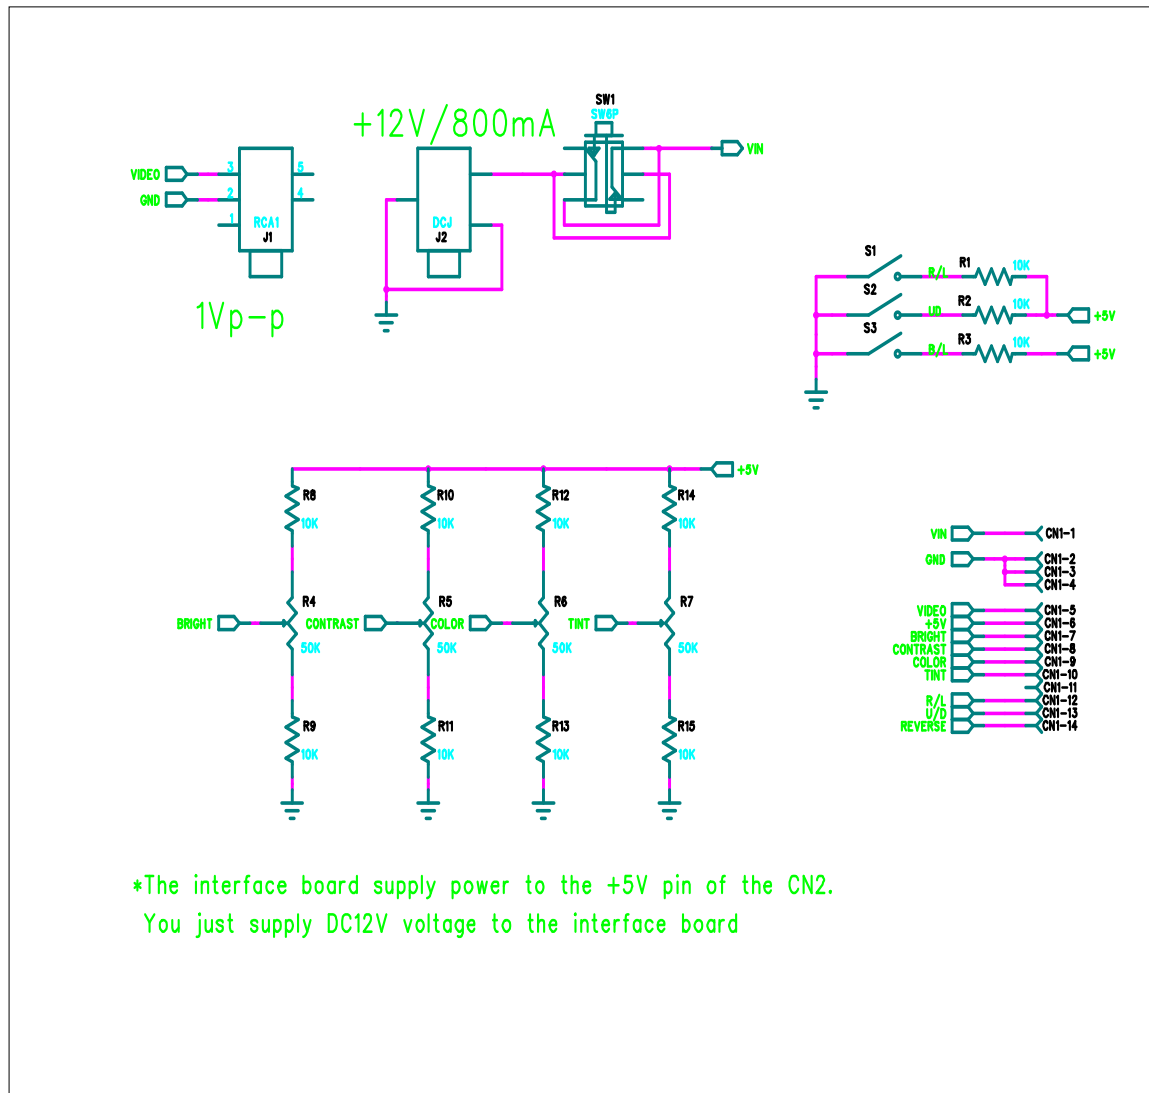 SW1
SW6P
+12V/800mA
VIN
VIDEO
3
5
GND
2
4
1
RCA1
J1
DCJ
J2
1Vp-p
S1
R/L
R1
10K
S2
UD
R2
10K
+5V
S3
R3
10K
+5V
+5V
R8
10K
R10
10K
R12
10K
R14
10K
BRIGHT
R4
50K
CONTRAST
R5
50K
COLOR
R6
50K
TINT
R7
50K
R9
10K
R11
10K
R13
10K
R15
10K
VIN
CN1-1
GND
CN1-2
CN1-3
CN1-4
VIDEO
CN1-5
+5V
CN1-6
BRIGHT
CN1-7
CONTRAST
CN1-8
COLOR
CN1-9
TINT
CN1-10
CN1-11
R/L
CN1-12
U/D
CN1-13
REVERSE
CN1-14
*The interface board supply power to the +5V pin of the CN2.
You just supply DC12V voltage to the interface board